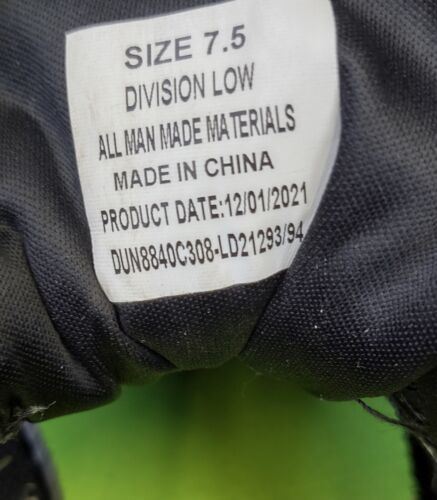 SIZE 7.5
DIVISION LOW
ALL MAN MADE MATERIALS
MADE IN CHINA
PRODUCT DATE:12/01/2021
DUN8840C308-LD21293/94